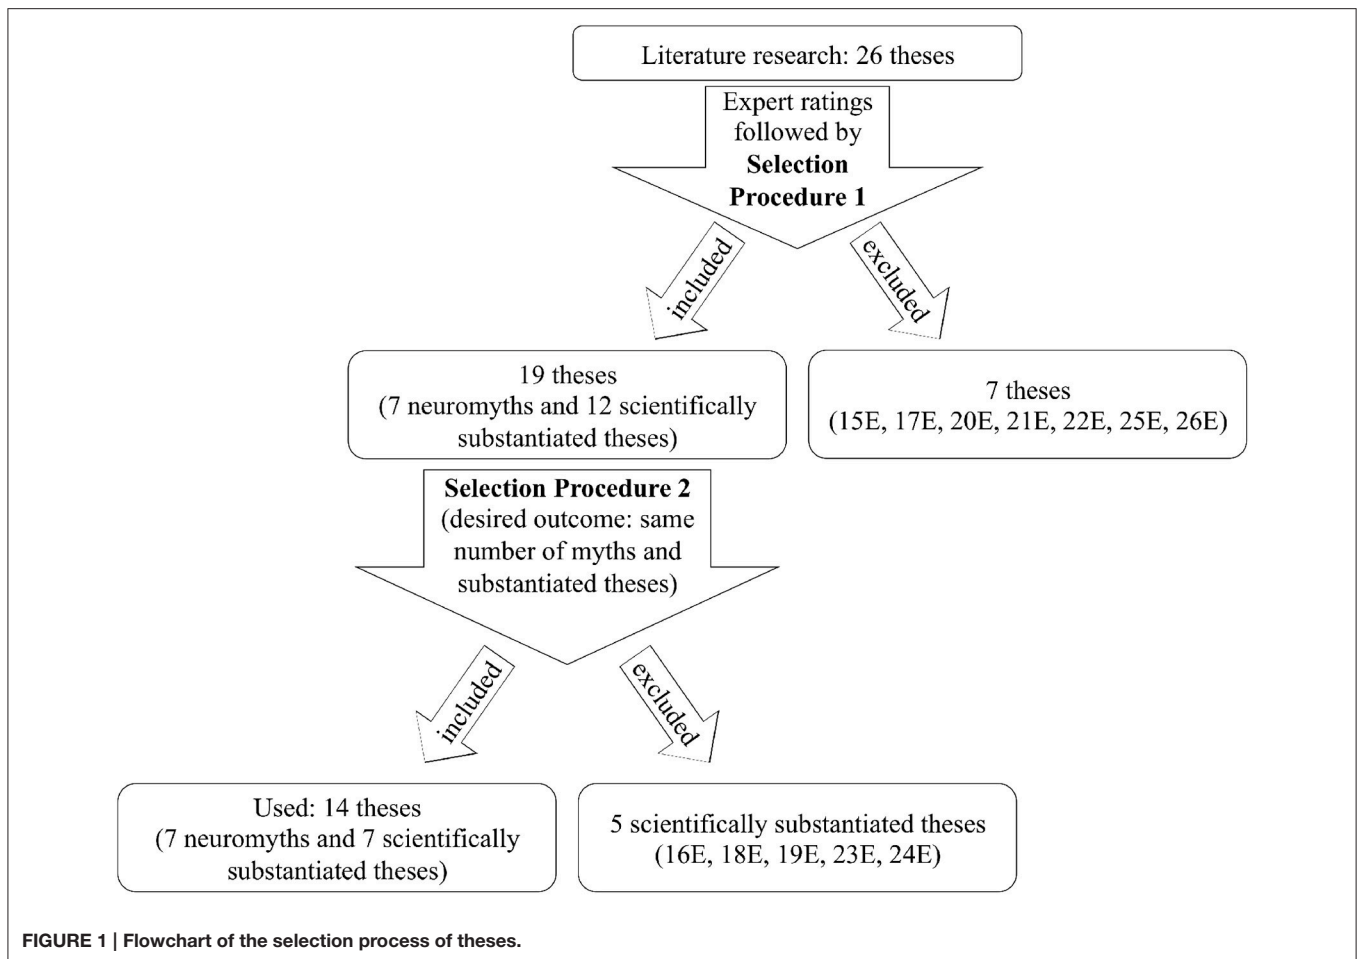 Literature research: 26 theses
Expert ratings
followed by
Selection
Procedure 1
included
excluded
19 theses
(7 neuromyths and 12 scientifically
substantiated theses)
7 theses
(15E, 17E, 20E, 21E, 22E, 25E, 26E)
Selection Procedure 2
(desired outcome: same
number of myths and
substantiated theses)
included
excluded
Used: 14 theses
(7 neuromyths and 7 scientifically
substantiated theses)
5 scientifically substantiated theses
(16E, 18E, 19E, 23E, 24E)
FIGURE 1 | Flowchart of the selection process of theses.